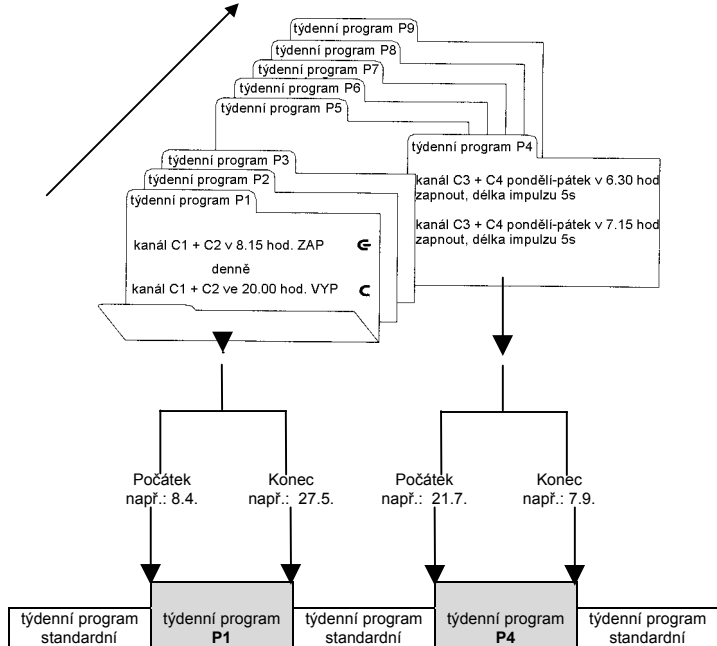 týdenní program P9
týdenní program P8
týdenní program P7
týdenní program P6
týdenní program P5
týdenní program P4
kanál C3 + C4 pondělí-pátek v 6.30 hod
zapnout, délka impulzu 5s
kanál C3 + C4 pondělí-pátek v 7.15 hod
zapnout, délka impulzu 5s
týdenní program P3
týdenní program P2
týdenní program P1
kanál C1 + C2 v 8.15 hod. ZAP
denně
kanál C1 + C2 ve 20.00 hod. VYP
Počátek
např.: 8.4.
Konec
např.: 27.5.
Počátek
např.: 21.7.
Konec
např.: 7.9.
týdenní program
standardní
týdenní program
P1
týdenní program
standardní
týdenní program
P4
týdenní program
standardní